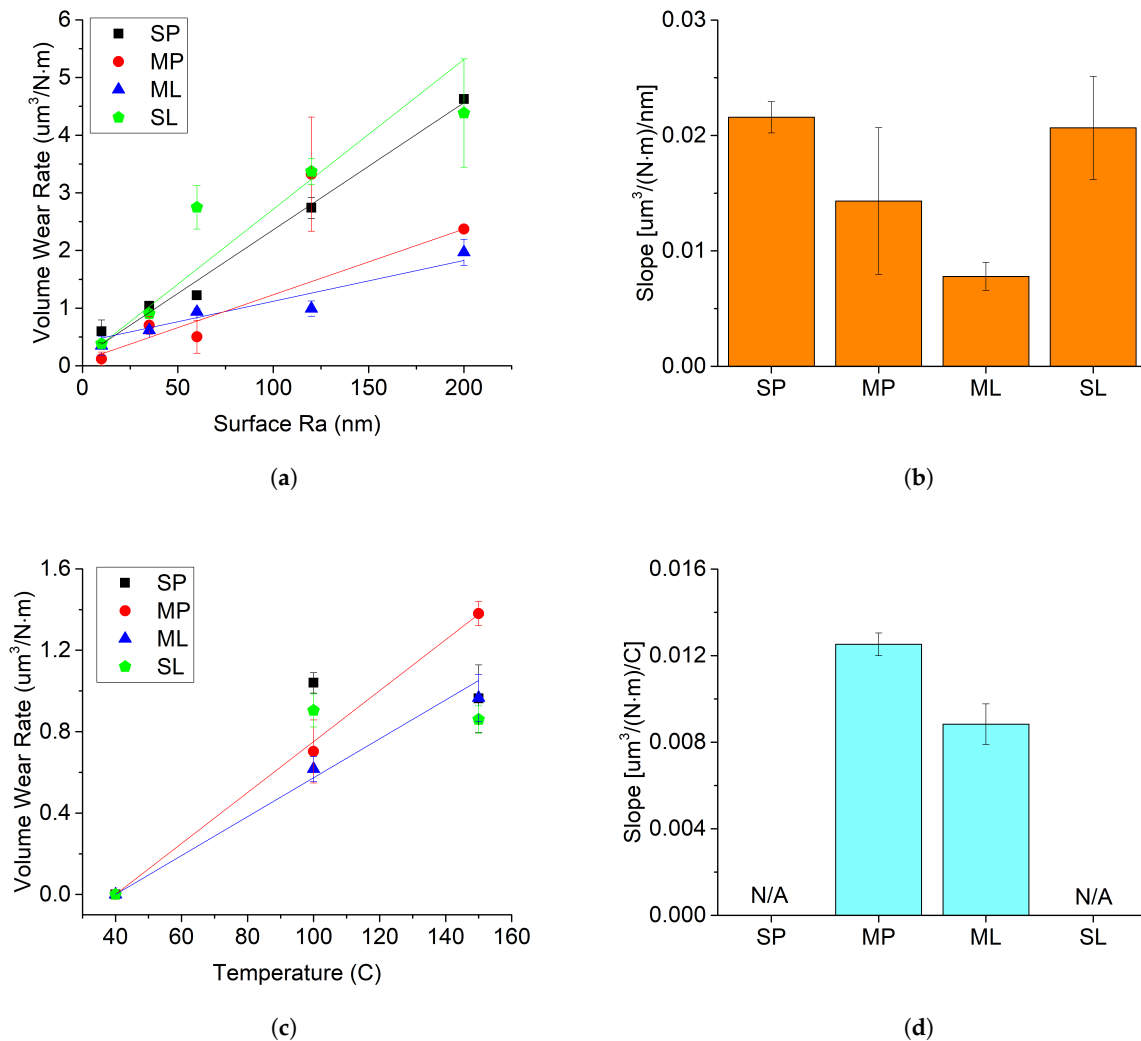 SP
MP
ML
SL
Volume Wear Rate (um³/N·m)
6
5
4
3
2
1
0
0 50 100 150 200
Surface Ra (nm)
(a)
Slope [um³/(N·m)/nm]
0.03
0.02
0.01
0.00
SP MP ML SL
(b)
SP
MP
ML
SL
Volume Wear Rate (um³/N·m)
1.6
1.2
0.8
0.4
0.0
40 60 80 100 120 140 160
Temperature (C)
(c)
Slope [um³/(N·m)/C]
0.016
0.012
0.008
0.004
0.000
N/A N/A
SP MP ML SL
(d)